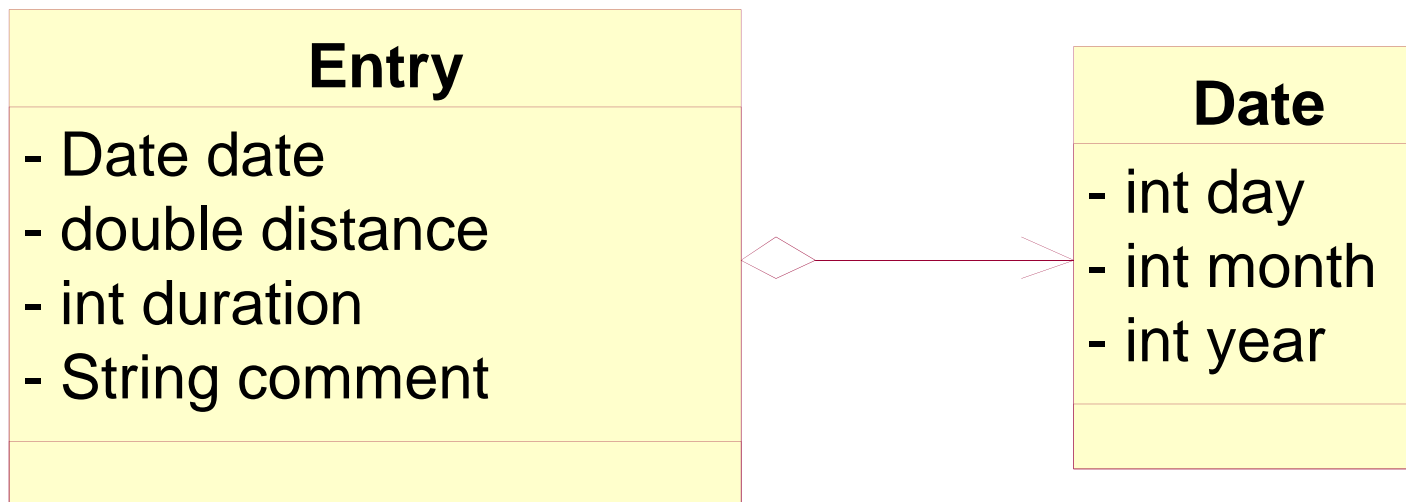 Entry
- Date date
- double distance
- int duration
- String comment
Date
- int day
- int month
- int year